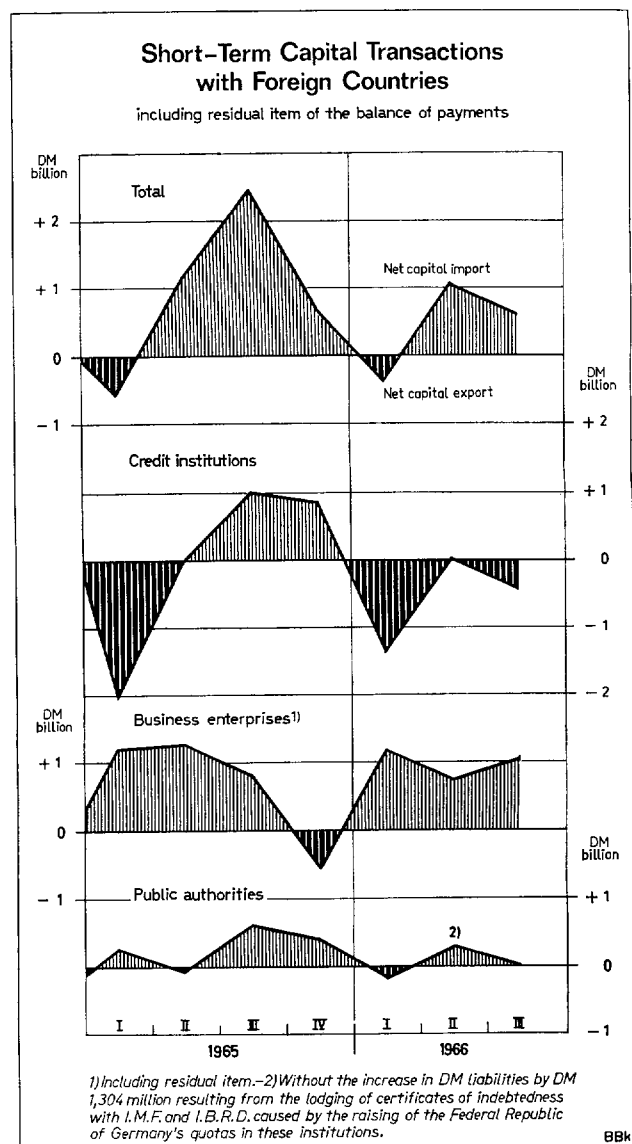 Short-Term Capital Transactions
with Foreign Countries
including residual item of the balance of payments
DM
billion
Total
+ 2
+ 1
Net capital import
0
Net capital export
DM
billion
- 1
+ 2
Credit institutions
+ 1
0
- 1
- 2
DM
billion
Business enterprises1)
+ 1
0
DM
billion
- 1
Public authorities
+ 1
2)
0
I II III IV I II III
- 1
1965 1966
1) Including residual item.-2) Without the increase in DM liabilities by DM
1,304 million resulting from the lodging of certificates of indebtedness
with I.M.F. and I.B.R.D. caused by the raising of the Federal Republic
of Germany's quotas in these institutions.
BBk